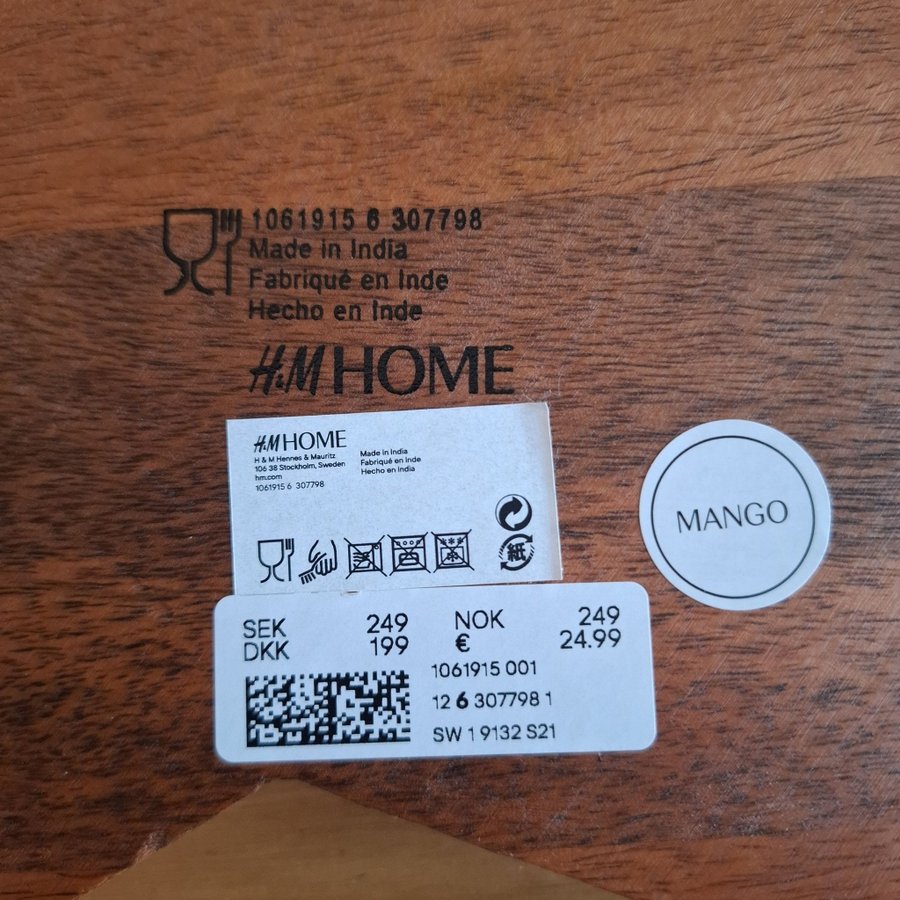 1061915 6 307798
Made in India
Fabriqué en Inde
Hecho en Inde
H&M HOME
H&M HOME
H & M Hennes & Mauritz
106 38 Stockholm, Sweden
hm.com
1061915 6 307798
Made in India
Fabriqué en Inde
Hecho en India
紙
MANGO
SEK 249 NOK 249
DKK 199 € 24.99
1061915 001
12 6 307798 1
SW 1 9132 S21